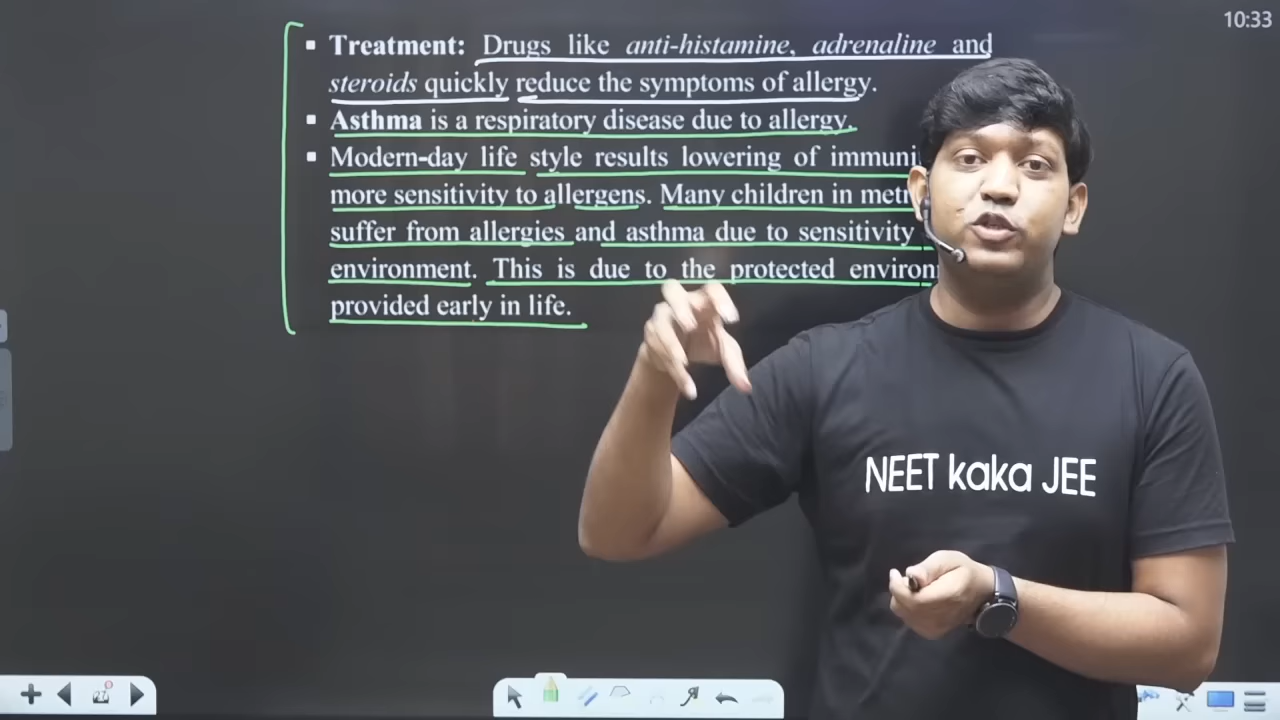 10:33
▪ Treatment: Drugs like anti-histamine, adrenaline and
steroids quickly reduce the symptoms of allergy.
▪ Asthma is a respiratory disease due to allergy.
▪ Modern-day life style results lowering of
more sensitivity to allergens. Many children in
suffer from allergies and asthma due to sensitivity
environment. This is due to the protected
provided early in life.
NEET kaka JEE